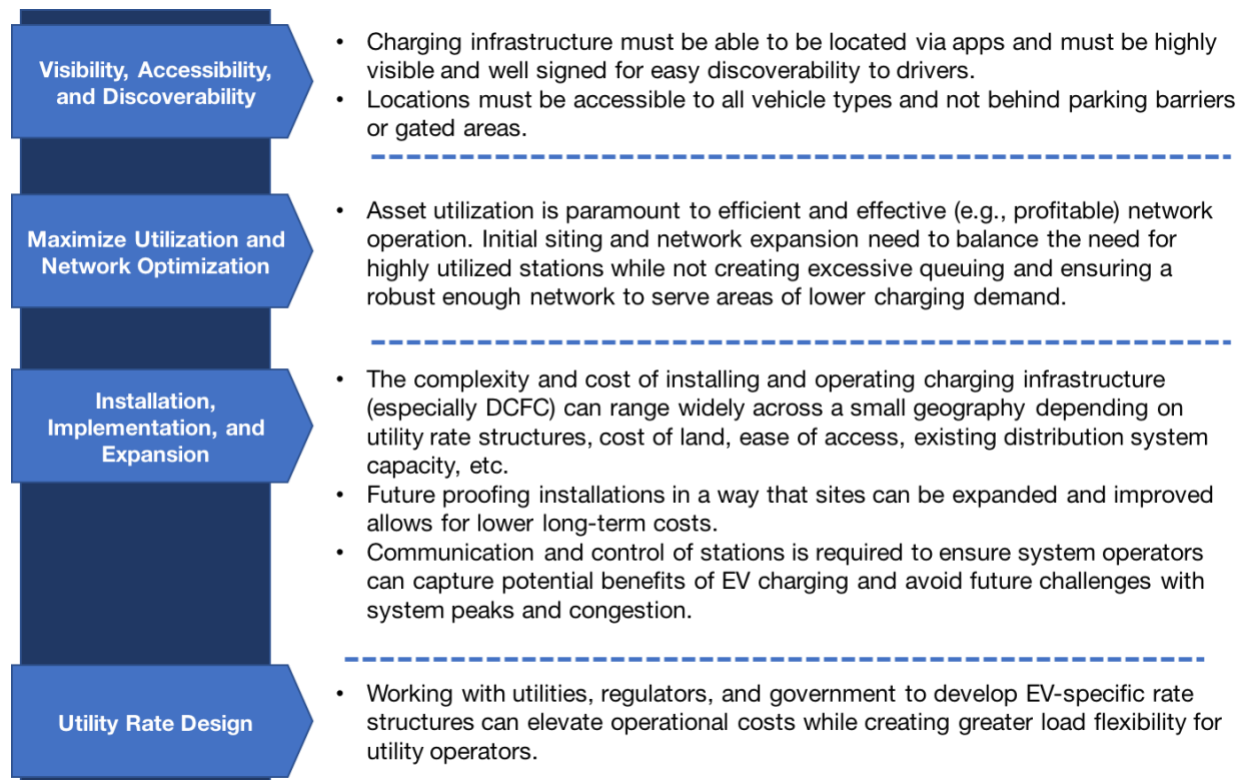 Visibility, Accessibility,
and Discoverability
• Charging infrastructure must be able to be located via apps and must be highly
visible and well signed for easy discoverability to drivers.
• Locations must be accessible to all vehicle types and not behind parking barriers
or gated areas.
Maximize Utilization and
Network Optimization
• Asset utilization is paramount to efficient and effective (e.g., profitable) network
operation. Initial siting and network expansion need to balance the need for
highly utilized stations while not creating excessive queuing and ensuring a
robust enough network to serve areas of lower charging demand.
Installation,
Implementation, and
Expansion
• The complexity and cost of installing and operating charging infrastructure
(especially DCFC) can range widely across a small geography depending on
utility rate structures, cost of land, ease of access, existing distribution system
capacity, etc.
• Future proofing installations in a way that sites can be expanded and improved
allows for lower long-term costs.
• Communication and control of stations is required to ensure system operators
can capture potential benefits of EV charging and avoid future challenges with
system peaks and congestion.
Utility Rate Design
• Working with utilities, regulators, and government to develop EV-specific rate
structures can elevate operational costs while creating greater load flexibility for
utility operators.